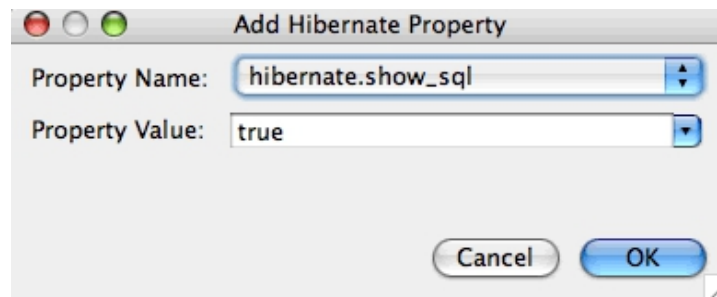 Add Hibernate Property
Property Name: hibernate.show_sql
Property Value: true
Cancel OK